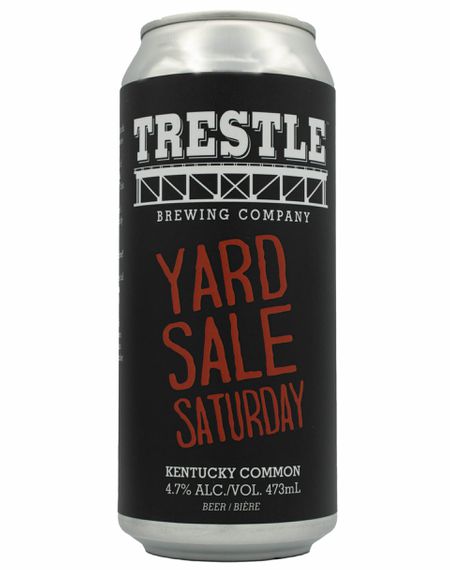 TRESTLE
BREWING COMPANY
YARD
SALE
SATURDAY
KENTUCKY COMMON
4.7% ALC./VOL. 473mL
BEER / BIÈRE